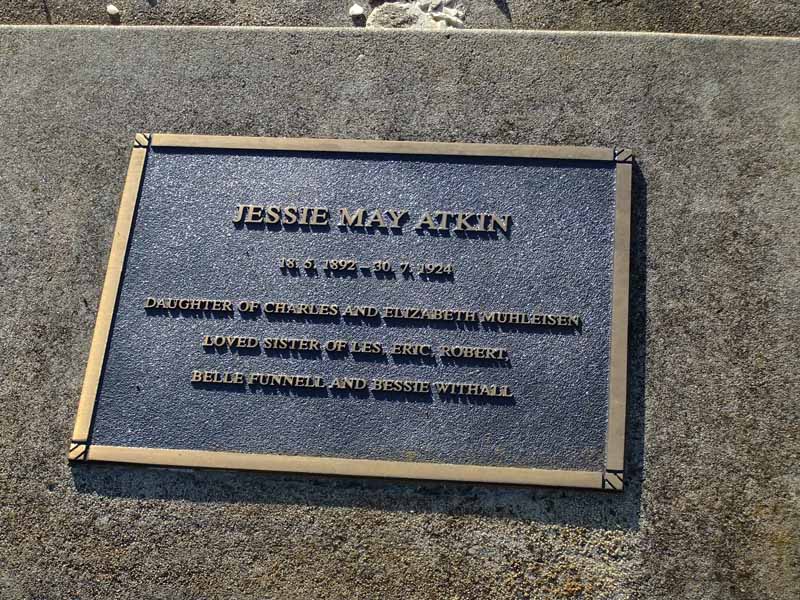 JESSIE MAY ATKIN
18. 5. 1892 - 30. 7. 1924
DAUGHTER OF CHARLES AND ELIZABETH MUHLEISEN
LOVED SISTER OF LES, ERIC, ROBERT,
BELLE FUNNELL AND BESSIE WITHALL